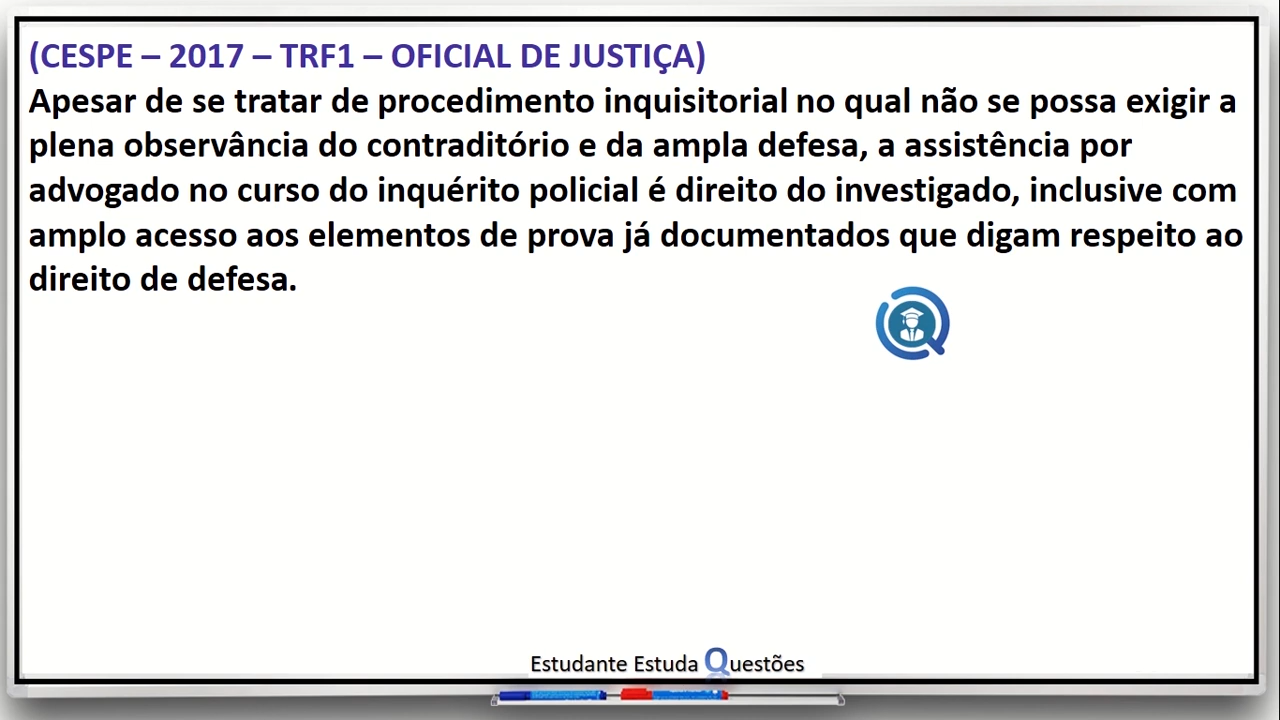 (CESPE – 2017 – TRF1 – OFICIAL DE JUSTIÇA)
Apesar de se tratar de procedimento inquisitorial no qual não se possa exigir a
plena observância do contraditório e da ampla defesa, a assistência por
advogado no curso do inquérito policial é direito do investigado, inclusive com
amplo acesso aos elementos de prova já documentados que digam respeito ao
direito de defesa.
Estudante Estuda Questões